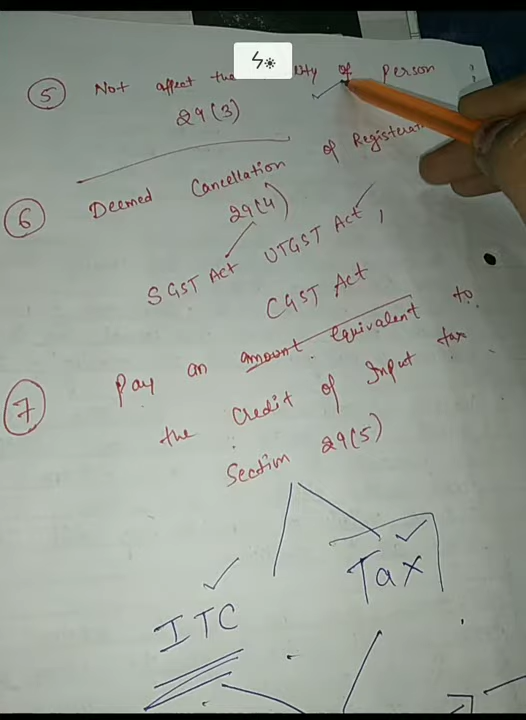 5 Not affect the of Person
29(3)
6 Deemed Cancellation of Registration
29(4)
SGST Act UTGST Act,
CGST Act
7 Pay an amount equivalent to
the credit of Input tax
Section 29(5)
ITC Tax